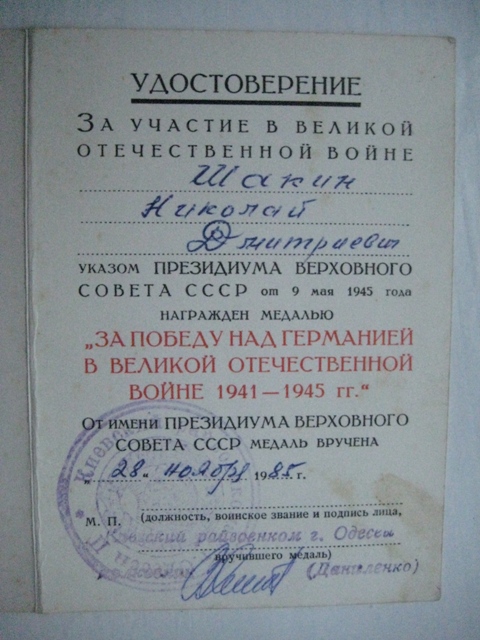 УДОСТОВЕРЕНИЕ
ЗА УЧАСТИЕ В ВЕЛИКОЙ
ОТЕЧЕСТВЕННОЙ ВОЙНЕ
Шакин
Николай
Дмитриевич
УКАЗОМ ПРЕЗИДИУМА ВЕРХОВНОГО
СОВЕТА СССР от 9 мая 1945 года
НАГРАЖДЕН МЕДАЛЬЮ
„ЗА ПОБЕДУ НАД ГЕРМАНИЕЙ
В ВЕЛИКОЙ ОТЕЧЕСТВЕННОЙ
ВОЙНЕ 1941—1945 гг.“
ОТ ИМЕНИ ПРЕЗИДИУМА ВЕРХОВНОГО
СОВЕТА СССР МЕДАЛЬ ВРУЧЕНА
„28“ ноября 1985 г.
М. П.
(должность, воинское звание и подпись лица,
Киевский райвоенком г. Одессы
вручившего медаль)
(Даниленко)
Киевский